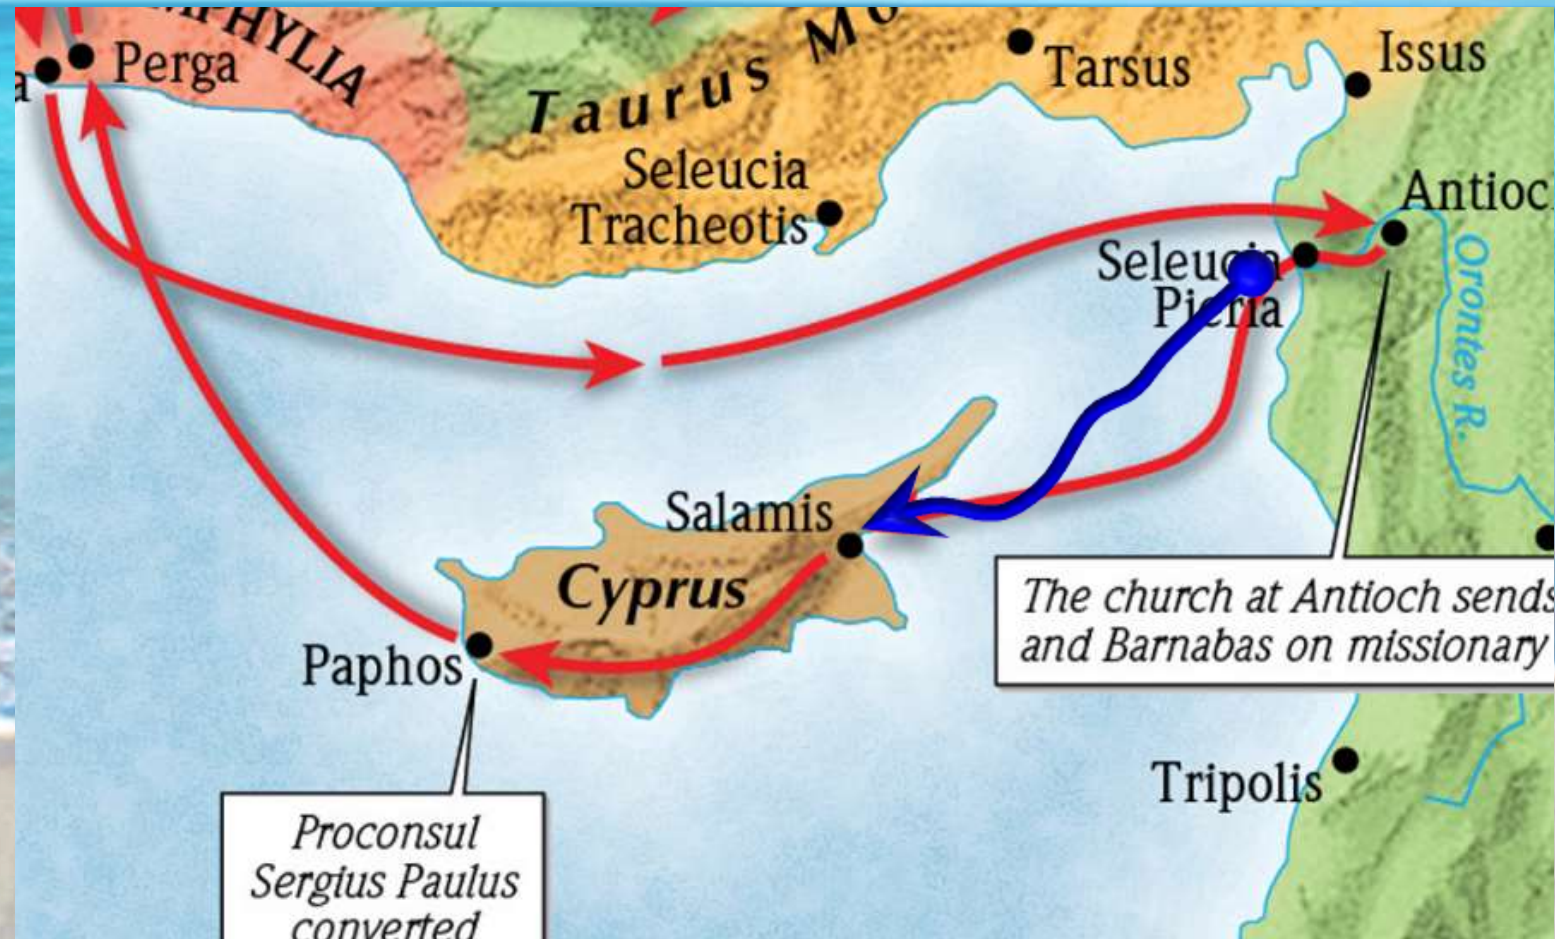 MPHYLIA
a
Perga
Taurus Mo
Tarsus
Issus
Seleucia
Tracheotis
Antioc
Seleucia
Pieria
Orontes R.
Salamis
Cyprus
Paphos
The church at Antioch sends
and Barnabas on missionary
Tripolis
Proconsul
Sergius Paulus
converted